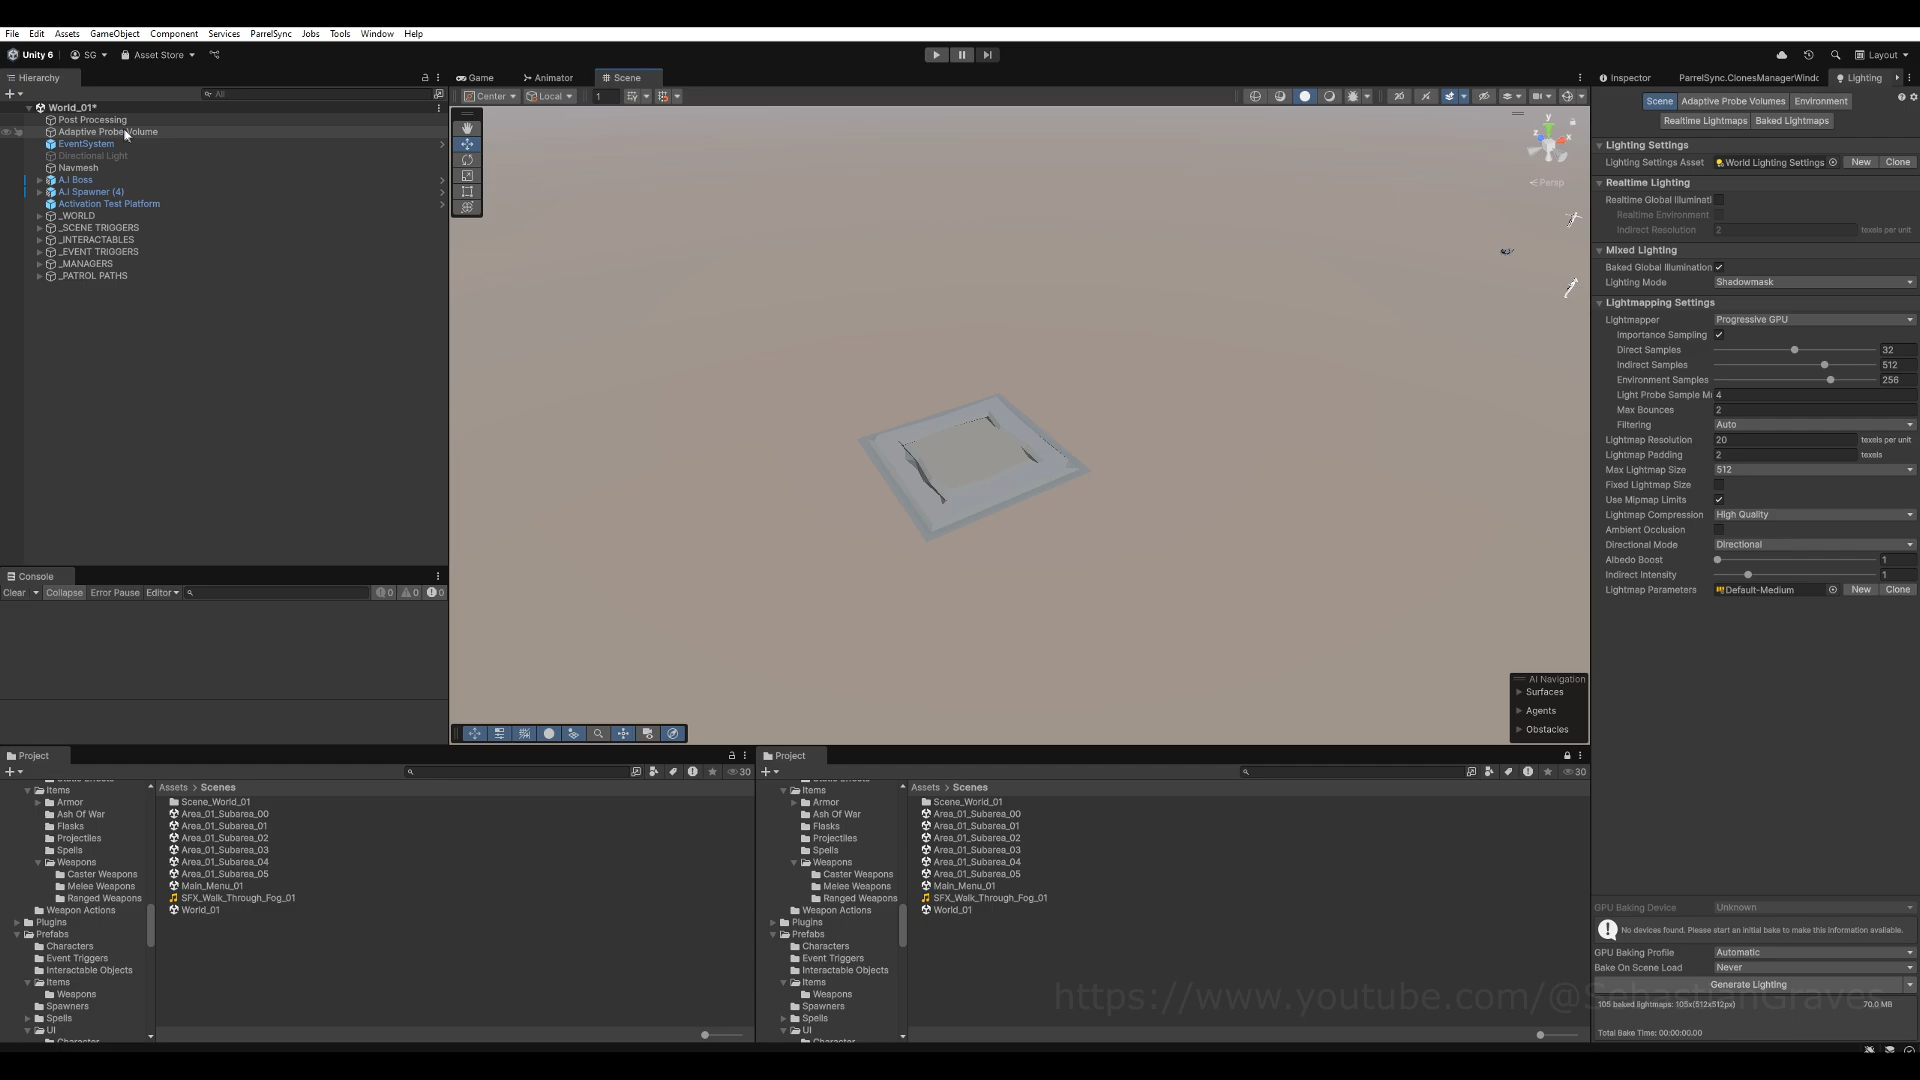 File Edit Assets GameObject Component Services ParrelSync Jobs Tools Window Help
Unity 6 SG Asset Store Layout
Hierarchy
All
World_01*
Post Processing
Adaptive Probe Volume
EventSystem
Directional Light
Navmesh
A.I Boss
A.I Spawner (4)
Activation Test Platform
_WORLD
_SCENE TRIGGERS
_INTERACTABLES
_EVENT TRIGGERS
_MANAGERS
_PATROL PATHS
Console
Clear Collapse Error Pause Editor 0 0 0
Game Animator Scene
Center Local 1 2D
y
x
z
Persp
AI Navigation
Surfaces
Agents
Obstacles
Inspector ParrelSync.ClonesManagerWindo Lighting
Scene Adaptive Probe Volumes Environment
Realtime Lightmaps Baked Lightmaps
Lighting Settings
Lighting Settings Asset World Lighting Settings New Clone
Realtime Lighting
Realtime Global Illuminati
Realtime Environment
Indirect Resolution 2 texels per unit
Mixed Lighting
Baked Global Illumination
Lighting Mode Shadowmask
Lightmapping Settings
Lightmapper Progressive GPU
Importance Sampling
Direct Samples 32
Indirect Samples 512
Environment Samples 256
Light Probe Sample M 4
Max Bounces 2
Filtering Auto
Lightmap Resolution 20 texels per unit
Lightmap Padding 2 texels
Max Lightmap Size 512
Fixed Lightmap Size
Use Mipmap Limits
Lightmap Compression High Quality
Ambient Occlusion
Directional Mode Directional
Albedo Boost 1
Indirect Intensity 1
Lightmap Parameters Default-Medium New Clone
GPU Baking Device Unknown
No devices found. Please start an initial bake to make this information available.
GPU Baking Profile Automatic
Bake On Scene Load Never
Generate Lighting
105 baked lightmaps: 105x(512x512px) 70.0 MB
Total Bake Time: 00:00:00.00
Project
30
Items
Armor
Ash Of War
Flasks
Projectiles
Spells
Weapons
Caster Weapons
Melee Weapons
Ranged Weapons
Weapon Actions
Plugins
Prefabs
Characters
Event Triggers
Interactable Objects
Items
Weapons
Spawners
Spells
UI
Assets > Scenes
Scene_World_01
Area_01_Subarea_00
Area_01_Subarea_01
Area_01_Subarea_02
Area_01_Subarea_03
Area_01_Subarea_04
Area_01_Subarea_05
Main_Menu_01
SFX_Walk_Through_Fog_01
World_01
Project
30
Items
Armor
Ash Of War
Flasks
Projectiles
Spells
Weapons
Caster Weapons
Melee Weapons
Ranged Weapons
Weapon Actions
Plugins
Prefabs
Characters
Event Triggers
Interactable Objects
Items
Weapons
Spawners
Spells
UI
Assets > Scenes
Scene_World_01
Area_01_Subarea_00
Area_01_Subarea_01
Area_01_Subarea_02
Area_01_Subarea_03
Area_01_Subarea_04
Area_01_Subarea_05
Main_Menu_01
SFX_Walk_Through_Fog_01
World_01
https://www.youtube.com/@SebastianGraves